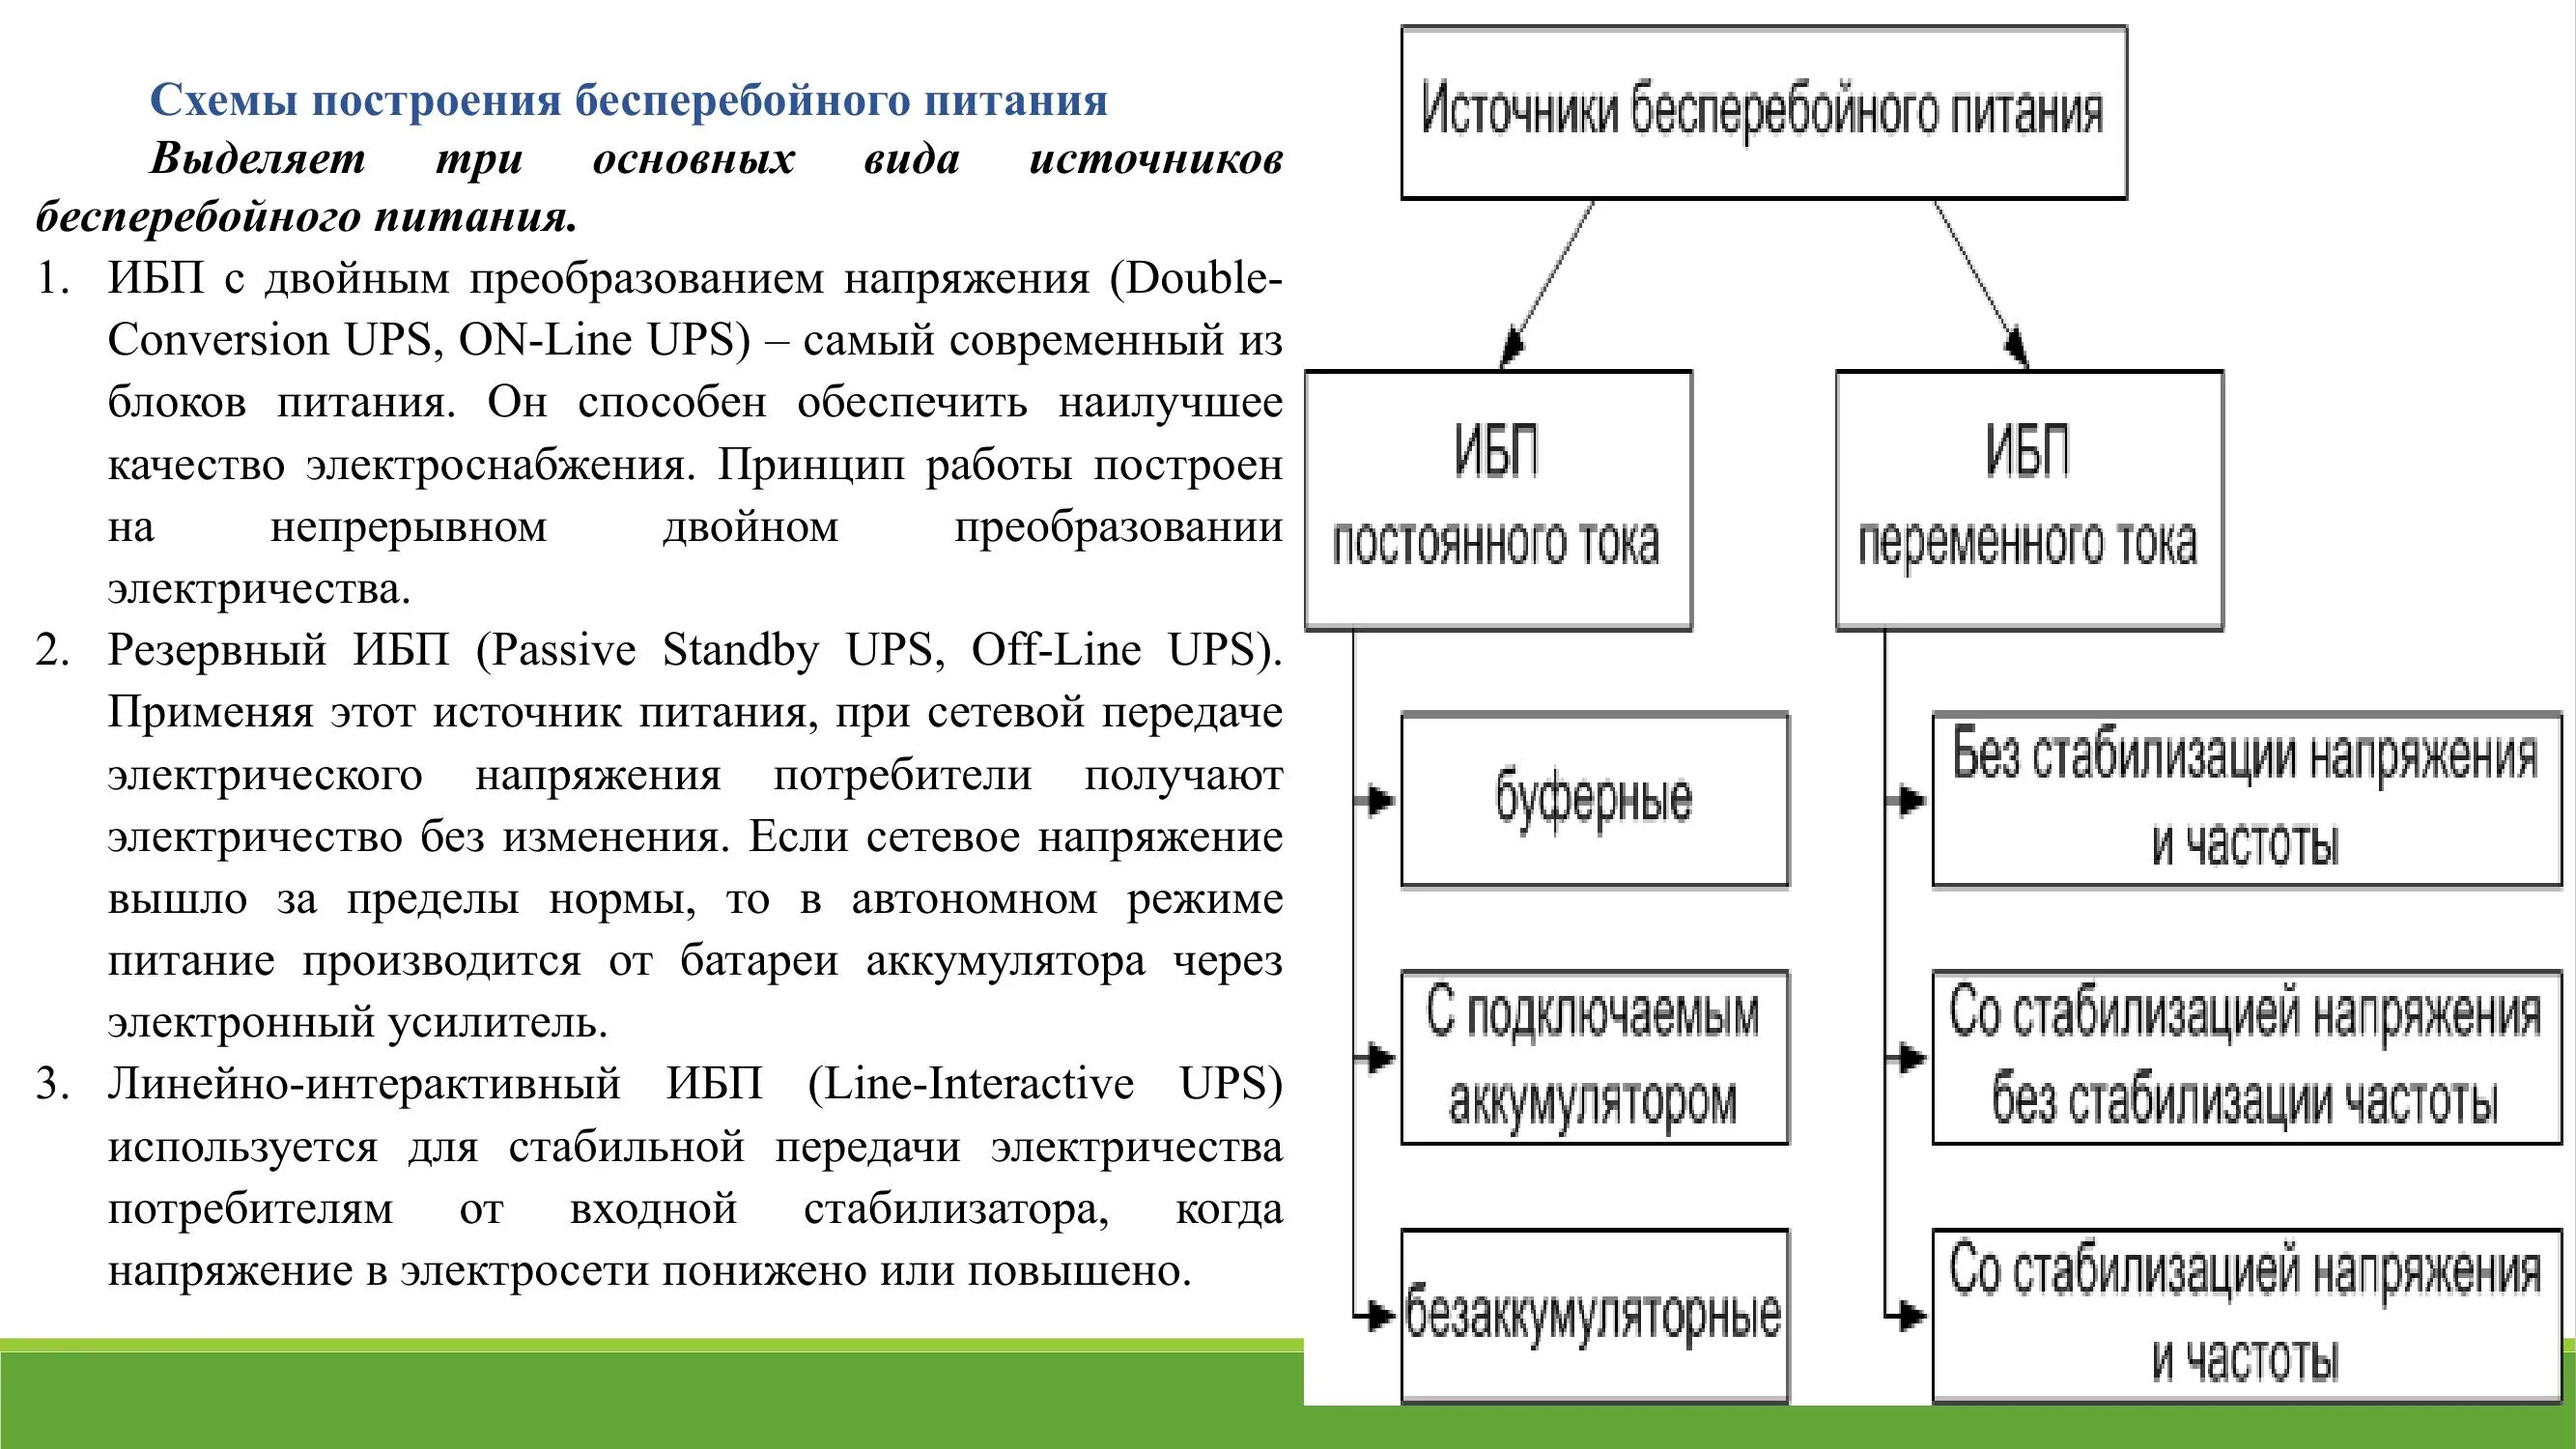 Схемы построения бесперебойного питания
Выделяет три основных вида источников
бесперебойного питания.
1. ИБП с двойным преобразованием напряжения (Double-
Conversion UPS, ON-Line UPS) – самый современный из
блоков питания. Он способен обеспечить наилучшее
качество электроснабжения. Принцип работы построен
на непрерывном двойном преобразовании
электричества.
2. Резервный ИБП (Passive Standby UPS, Off-Line UPS).
Применяя этот источник питания, при сетевой передаче
электрического напряжения потребители получают
электричество без изменения. Если сетевое напряжение
вышло за пределы нормы, то в автономном режиме
питание производится от батареи аккумулятора через
электронный усилитель.
3. Линейно-интерактивный ИБП (Line-Interactive UPS)
используется для стабильной передачи электричества
потребителям от входной стабилизатора, когда
напряжение в электросети понижено или повышено.
Источники бесперебойного питания
ИБП
постоянного тока
буферные
С подключаемым
аккумулятором
безаккумуляторные
ИБП
переменного тока
Без стабилизации напряжения
и частоты
Со стабилизацией напряжения
без стабилизации частоты
Со стабилизацией напряжения
и частоты